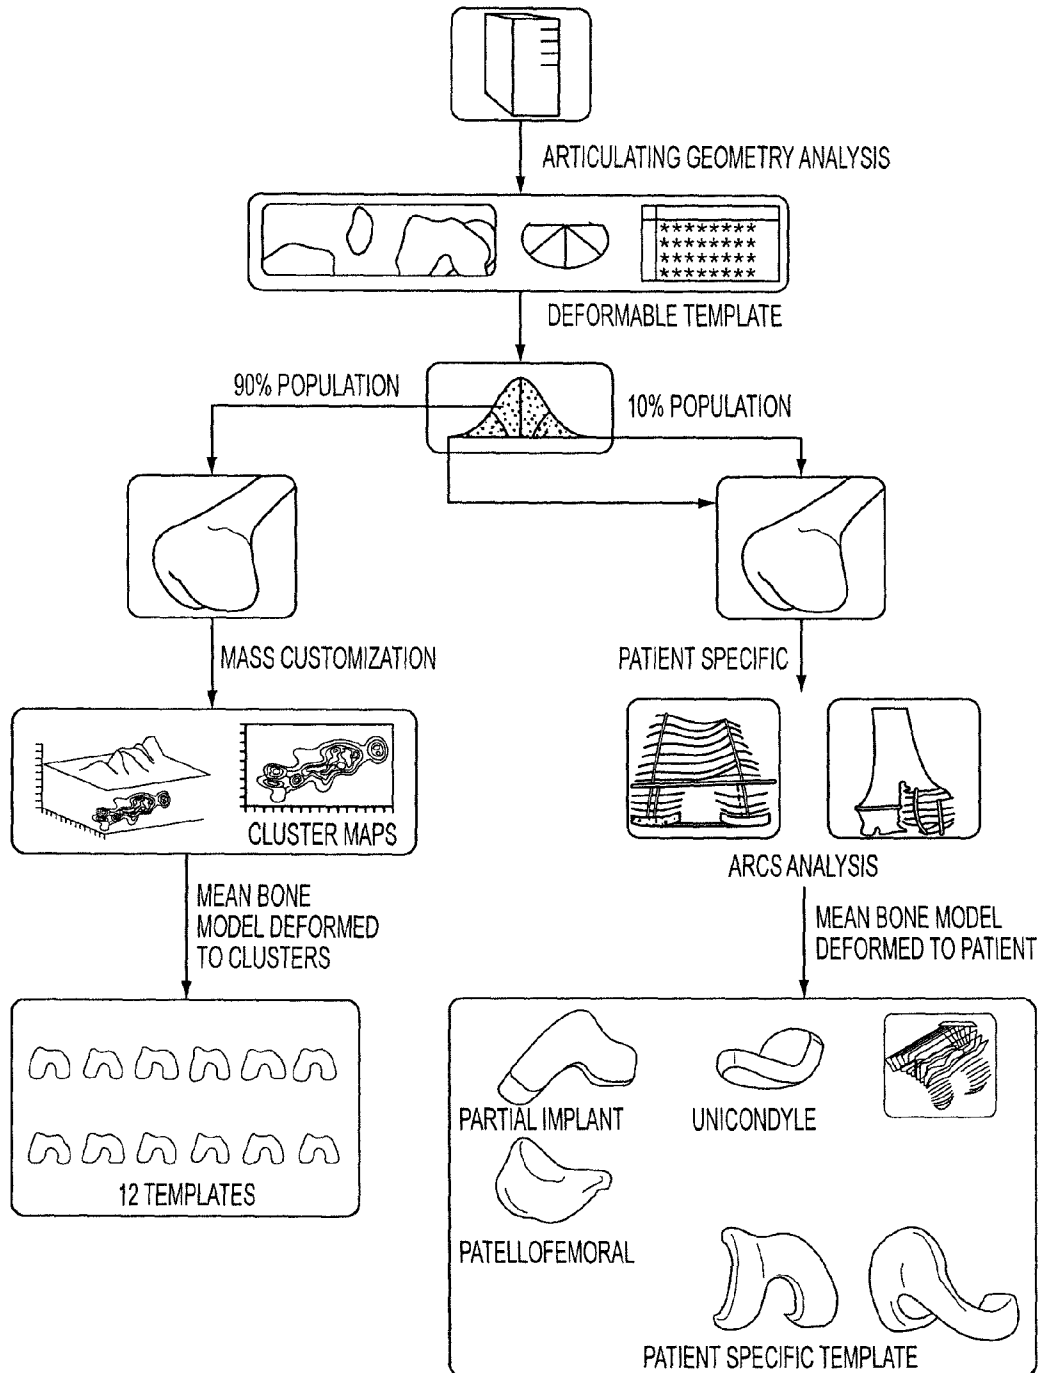 ARTICULATING GEOMETRY ANALYSIS
********
********
********
********
DEFORMABLE TEMPLATE
90% POPULATION
10% POPULATION
MASS CUSTOMIZATION
PATIENT SPECIFIC
CLUSTER MAPS
ARCS ANALYSIS
MEAN BONE
MODEL DEFORMED
TO CLUSTERS
MEAN BONE MODEL
DEFORMED TO PATIENT
PARTIAL IMPLANT
UNICONDYLE
12 TEMPLATES
PATELLOFEMORAL
PATIENT SPECIFIC TEMPLATE